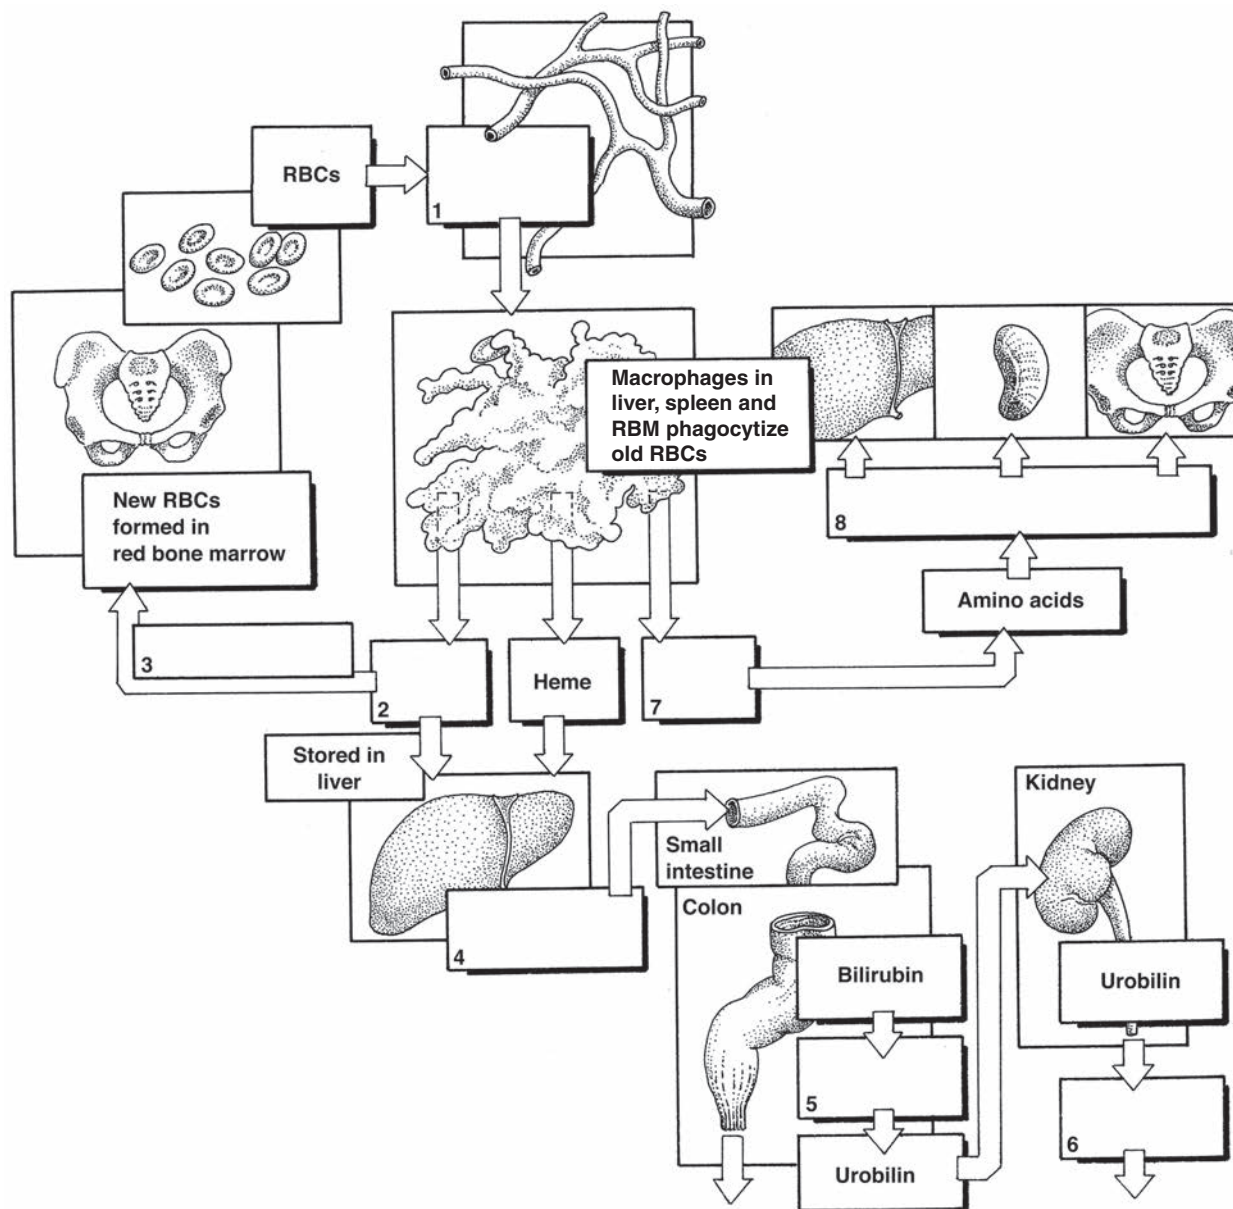 RBCs
1
Macrophages in
liver, spleen and
RBM phagocytize
old RBCs
New RBCs
formed in
red bone marrow
8
Amino acids
3
2
Heme
7
Stored in
liver
Small
intestine
Kidney
4
Colon
Bilirubin
Urobilin
5
6
Urobilin